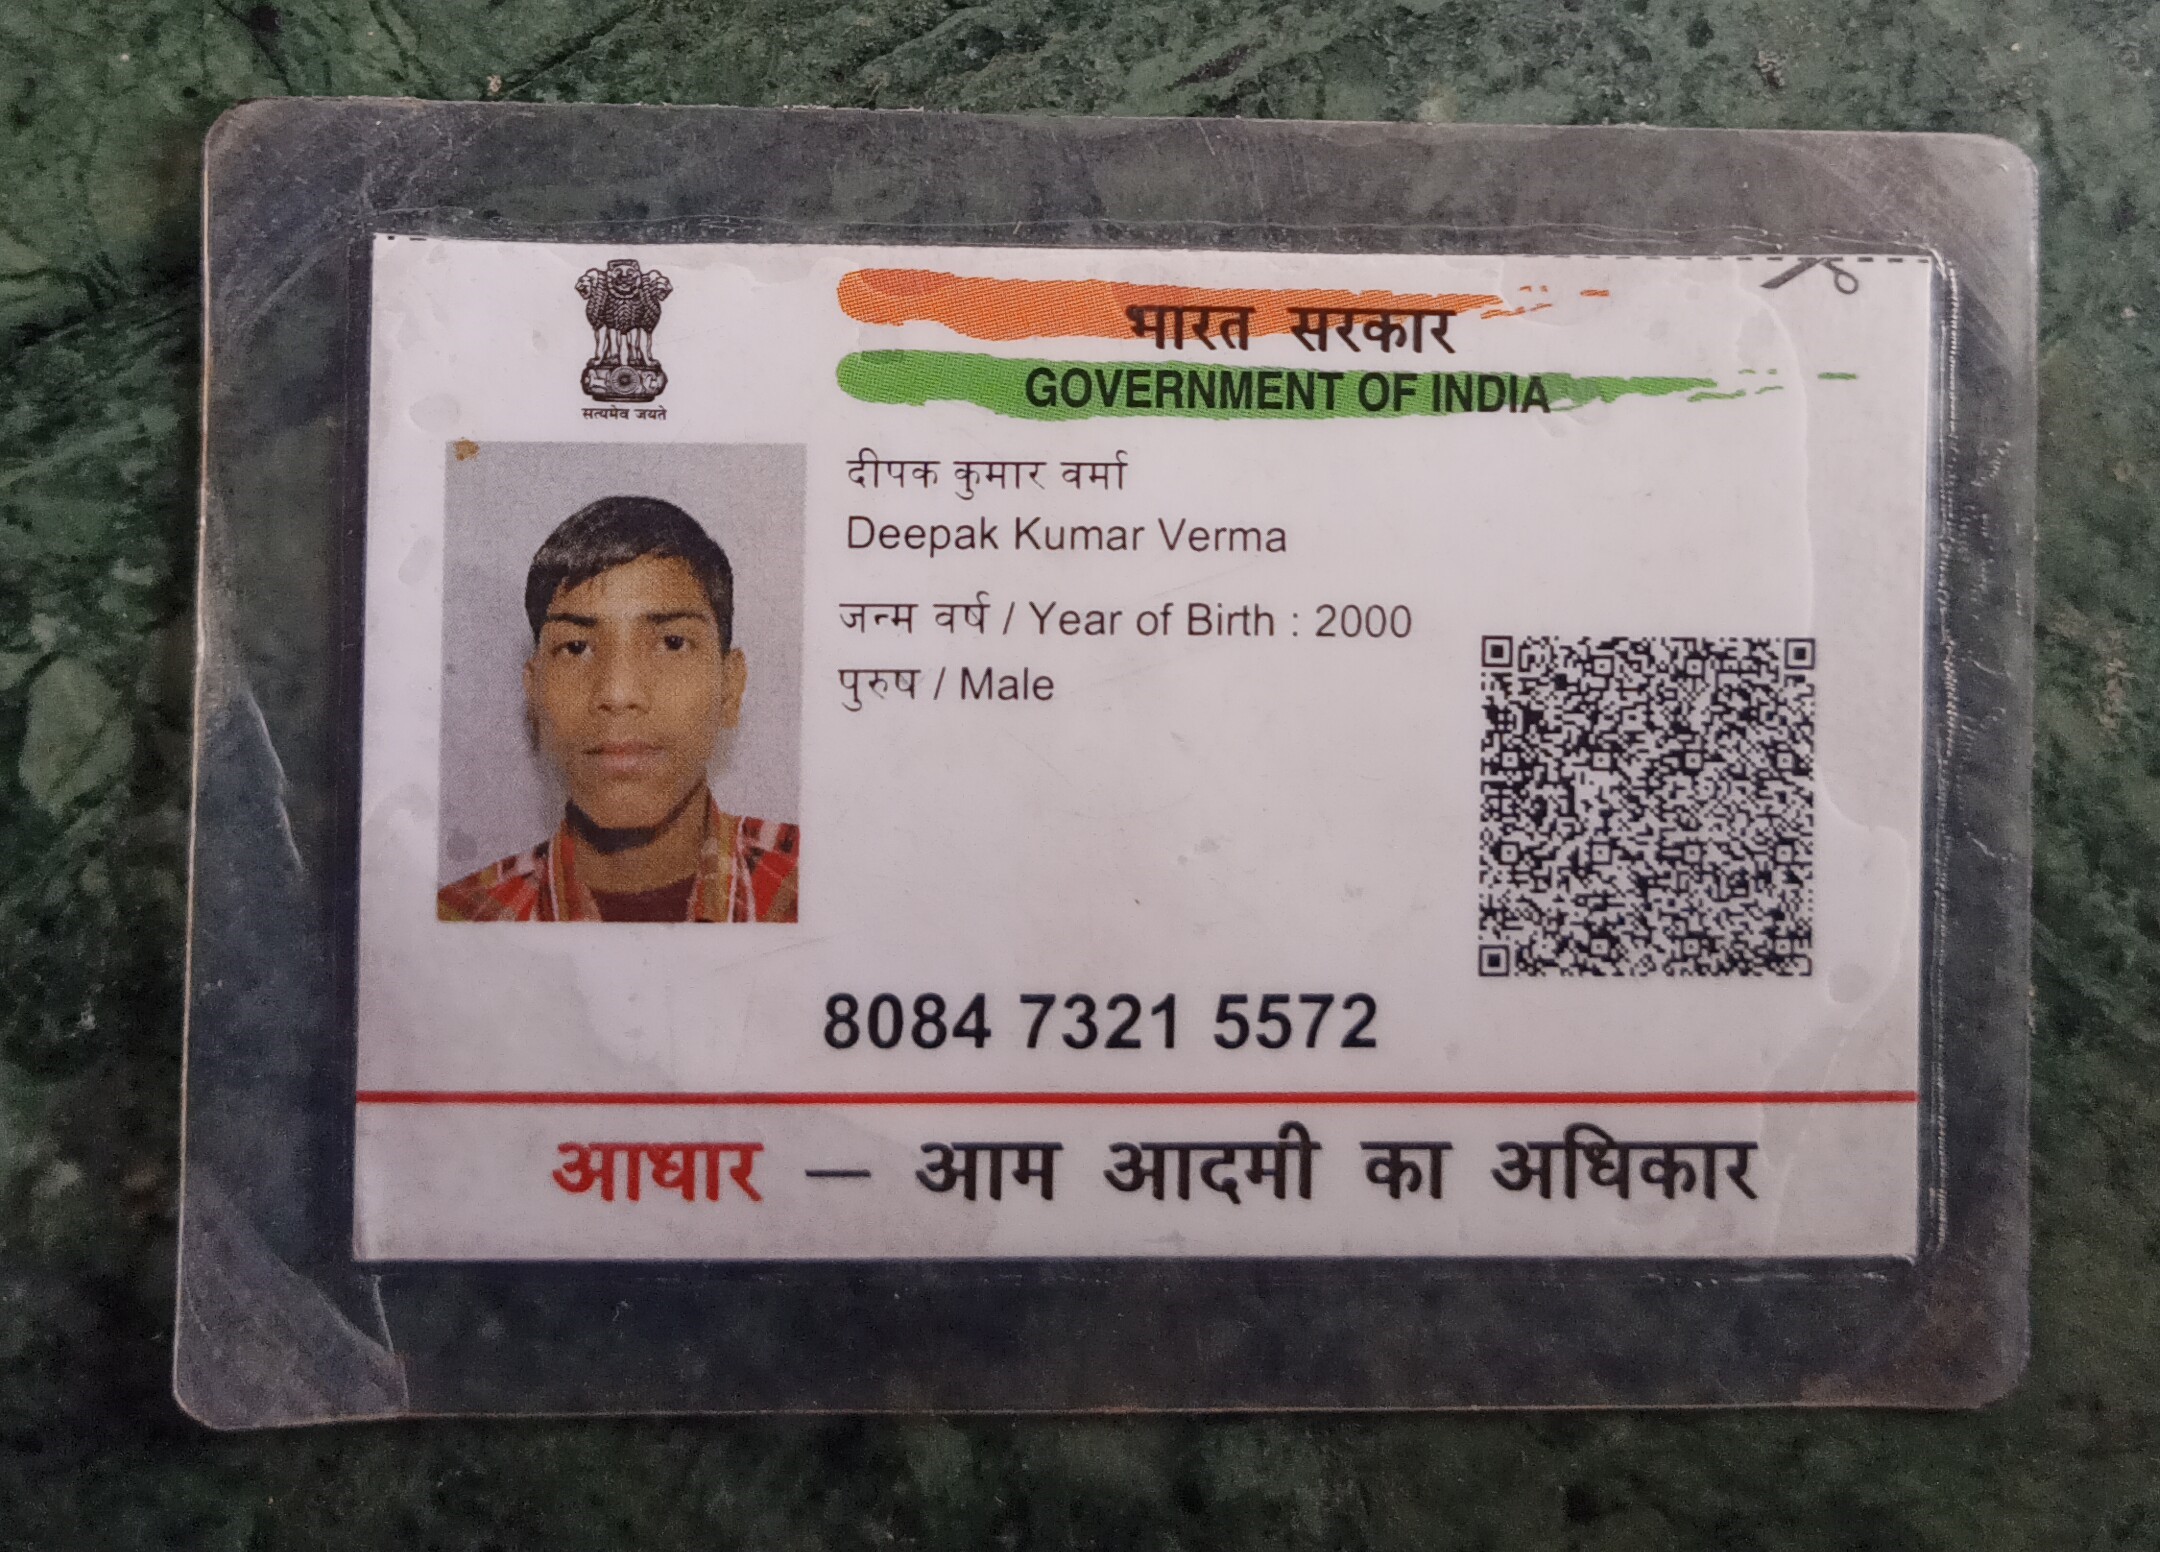 सत्यमेव जयते
भारत सरकार
GOVERNMENT OF INDIA
दीपक कुमार वर्मा
Deepak Kumar Verma
जन्म वर्ष / Year of Birth : 2000
पुरुष / Male
8084 7321 5572
आधार — आम आदमी का अधिकार